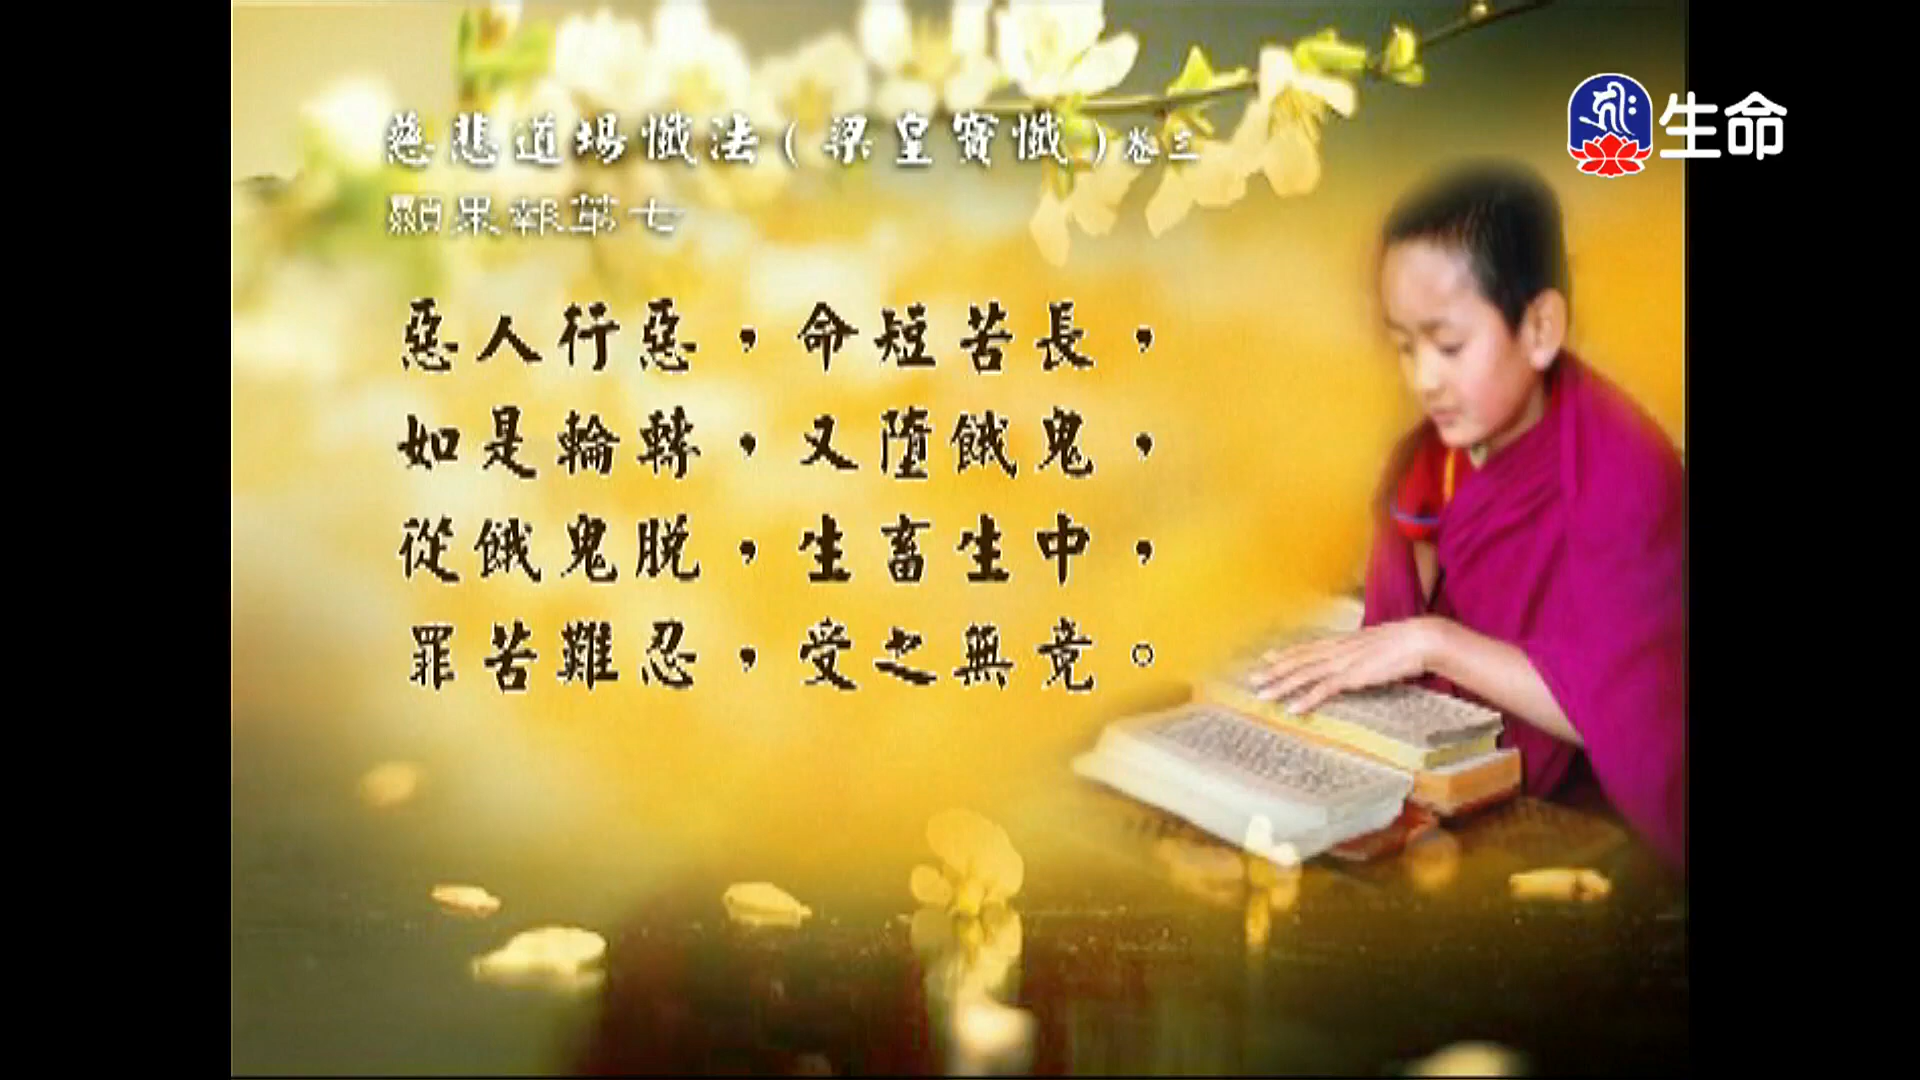 慈悲道場懺法（梁皇寶懺）卷三
生命
顯果報第七
惡人行惡，命短苦長，
如是輪轉，又墮餓鬼，
從餓鬼脱，生畜生中，
罪苦難忍，受之無竟。